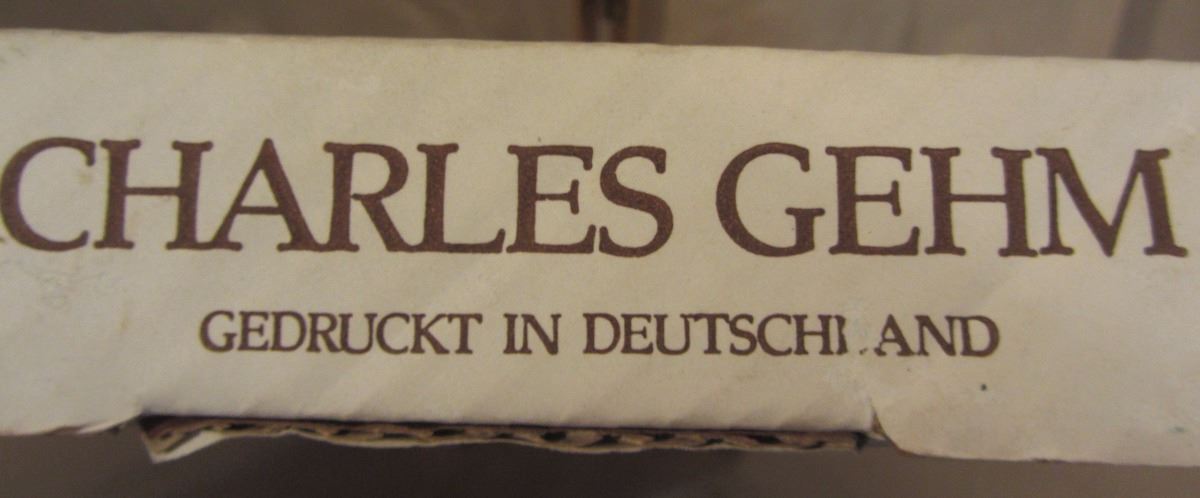 CHARLES GEHM
GEDRUCKT IN DEUTSCHLAND